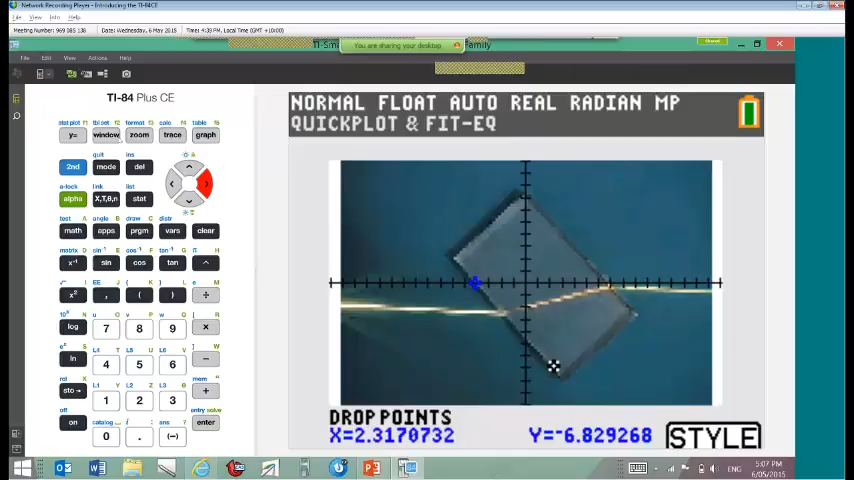 Network Recording Player - Introducing the TI-84CE
File View Info Help
Meeting Number: 969 085 138 Date: Wednesday, 6 May 2015 Time: 4:39 PM, Local Time (GMT +10:00)
You are sharing your desktop
Shared
TI-Sm
Family
File Edit View Actions Help
TI-84 Plus CE
NORMAL FLOAT AUTO REAL RADIAN MP
QUICKPLOT & FIT-EQ
stat plot f1 tbl set f2 format f3 calc f4 table f5
y= window zoom trace graph
quit ins
2nd mode del
a-lock link list
alpha X,T,θ,n stat
test A angle B draw C distr
math apps prgm vars clear
matrix D sin⁻¹ E cos⁻¹ F tan⁻¹ G π H
x⁻¹ sin cos tan ^
√ I EE J { K } L e M
x² , ( ) ÷
10ˣ N u O v P w Q [ R
log 7 8 9 ×
eˣ S L4 T L5 U L6 V ] W
ln 4 5 6 −
rcl X L1 Y L2 Z L3 θ mem "
sto→ 1 2 3 +
off catalog i : ans ? entry solve
on 0 . (−) enter
DROP POINTS
X=2.3170732 Y=-6.829268 STYLE
ENG
5:07 PM
6/05/2015